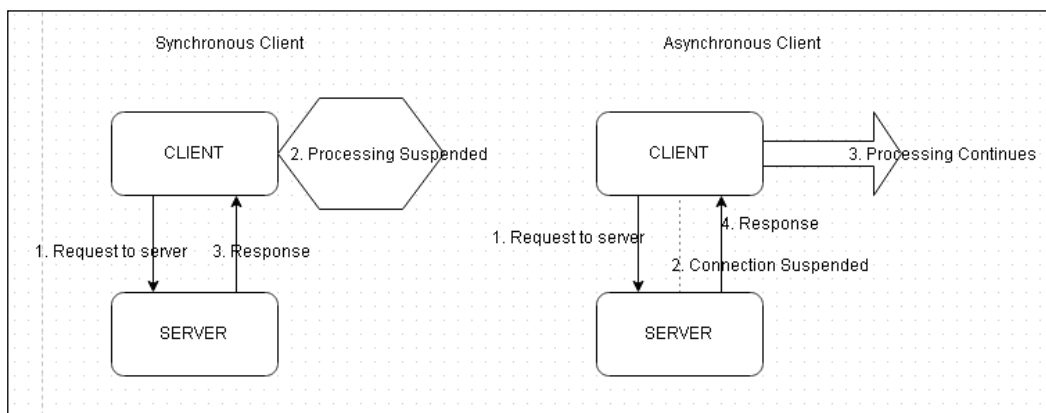 Synchronous Client
CLIENT
2. Processing Suspended
1. Request to server
3. Response
SERVER
Asynchronous Client
CLIENT
3. Processing Continues
1. Request to server
4. Response
2. Connection Suspended
SERVER